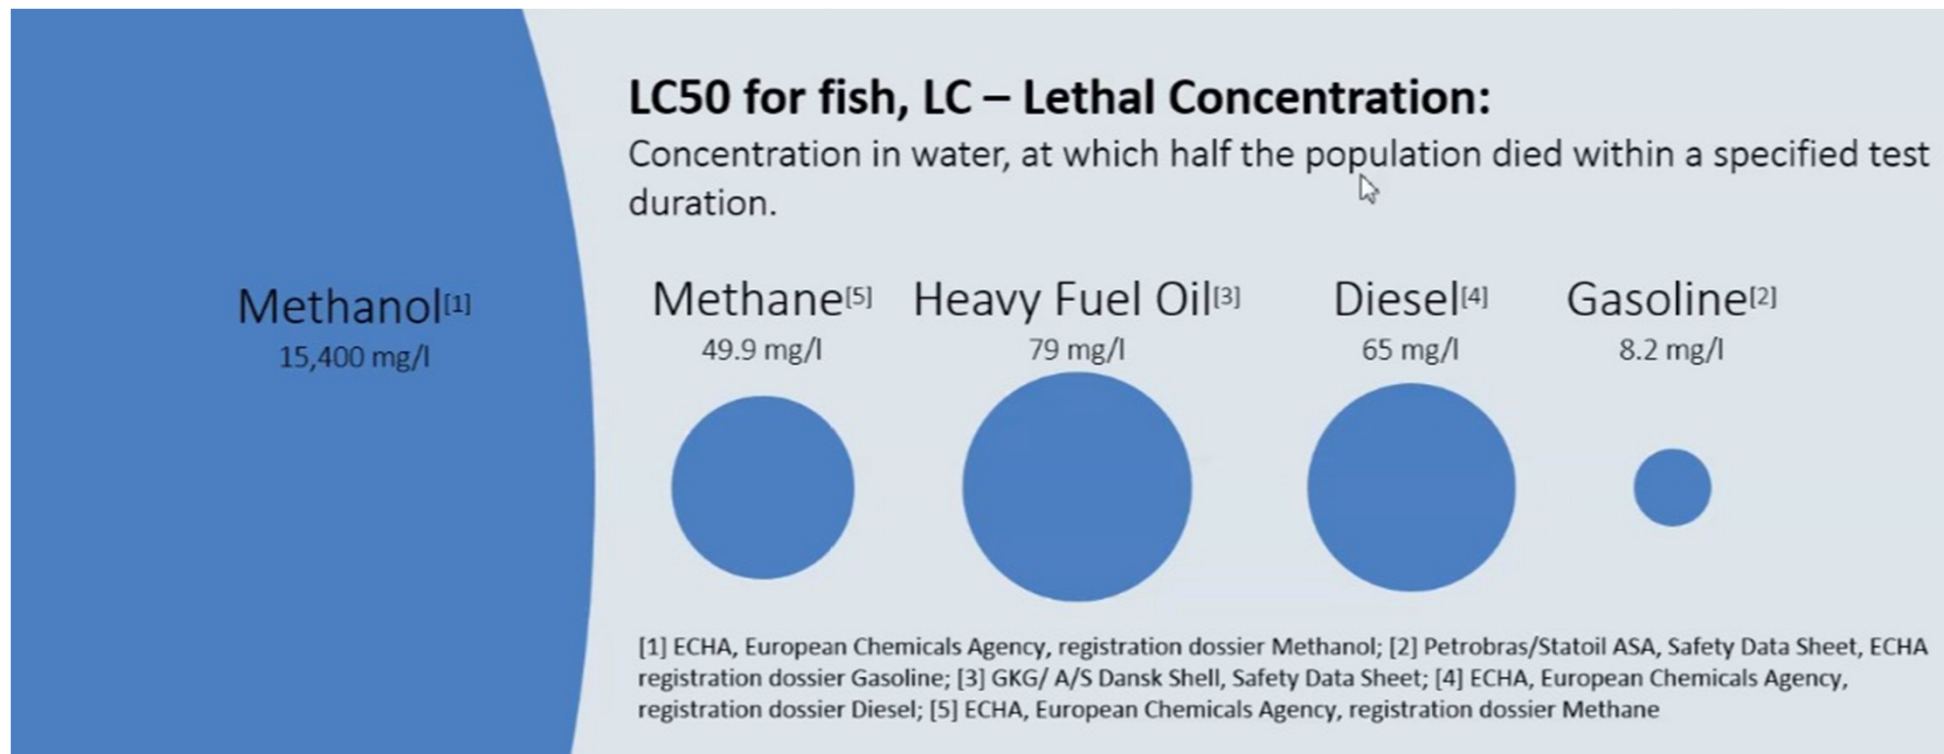 LC50 for fish, LC – Lethal Concentration:
Concentration in water, at which half the population died within a specified test
duration.
Methanol[1]
15,400 mg/l
Methane[5]
49.9 mg/l
Heavy Fuel Oil[3]
79 mg/l
Diesel[4]
65 mg/l
Gasoline[2]
8.2 mg/l
[1] ECHA, European Chemicals Agency, registration dossier Methanol; [2] Petrobras/Statoil ASA, Safety Data Sheet, ECHA
registration dossier Gasoline; [3] GKG/ A/S Dansk Shell, Safety Data Sheet; [4] ECHA, European Chemicals Agency,
registration dossier Diesel; [5] ECHA, European Chemicals Agency, registration dossier Methane